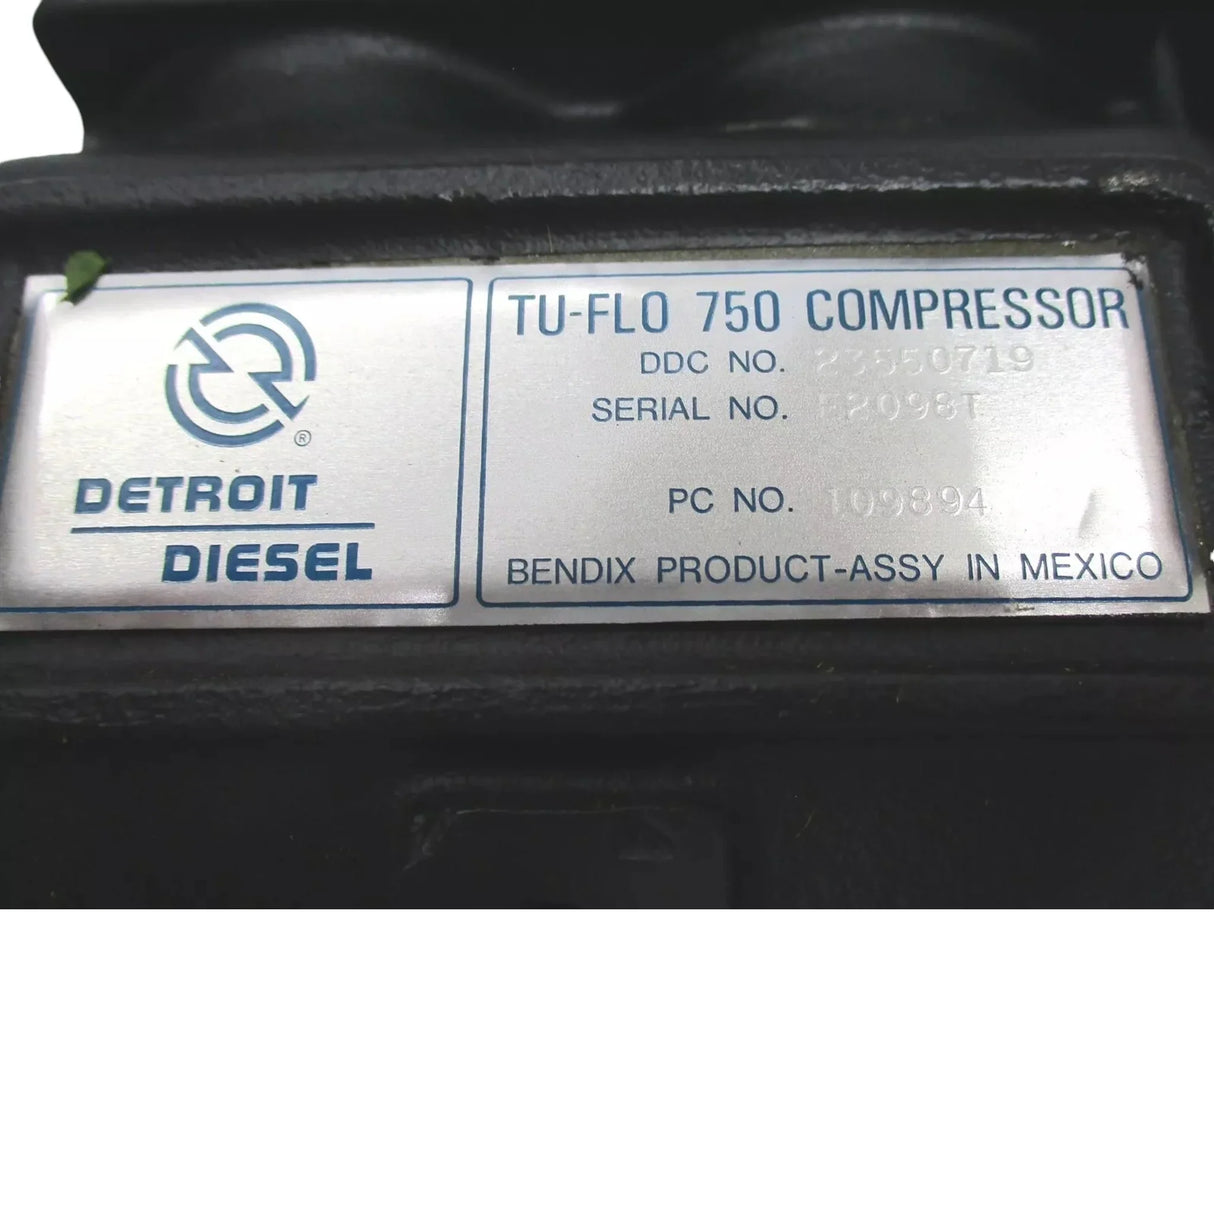 DETROIT
DIESEL
®
TU-FLO 750 COMPRESSOR
DDC NO. 23550719
SERIAL NO.
PC NO. 109894
BENDIX PRODUCT-ASSY IN MEXICO